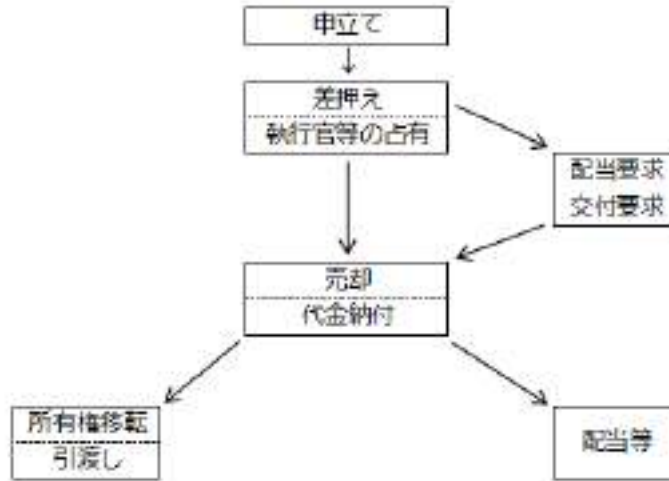 申立て
差押え
執行官等の占有
配当要求
交付要求
売却
代金納付
所有権移転
引渡し
配当等